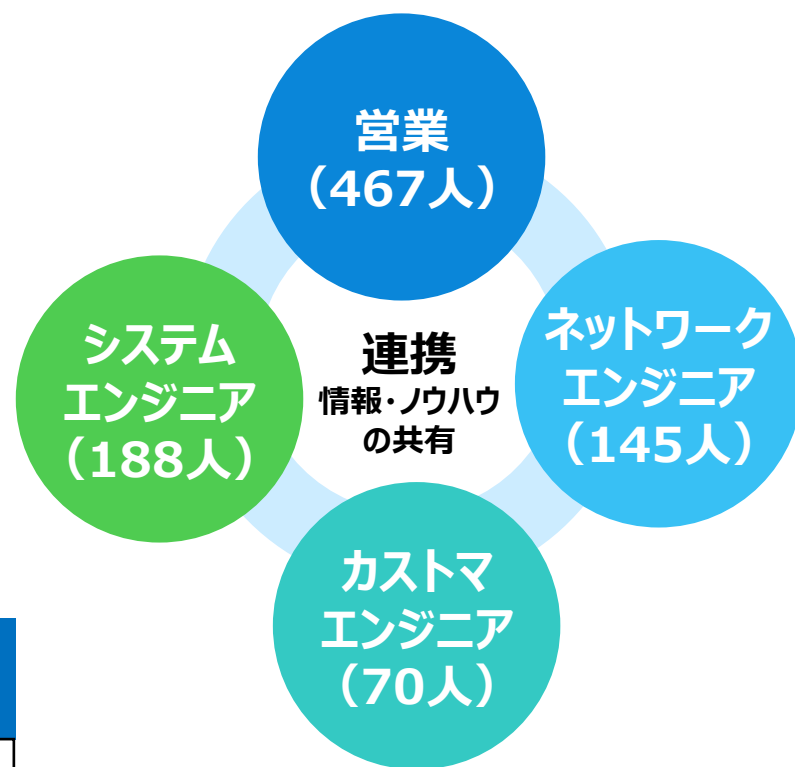 営業
（467人）
システム
エンジニア
（188人）
連携
情報・ノウハウ
の共有
ネットワーク
エンジニア
（145人）
カストマ
エンジニア
（70人）